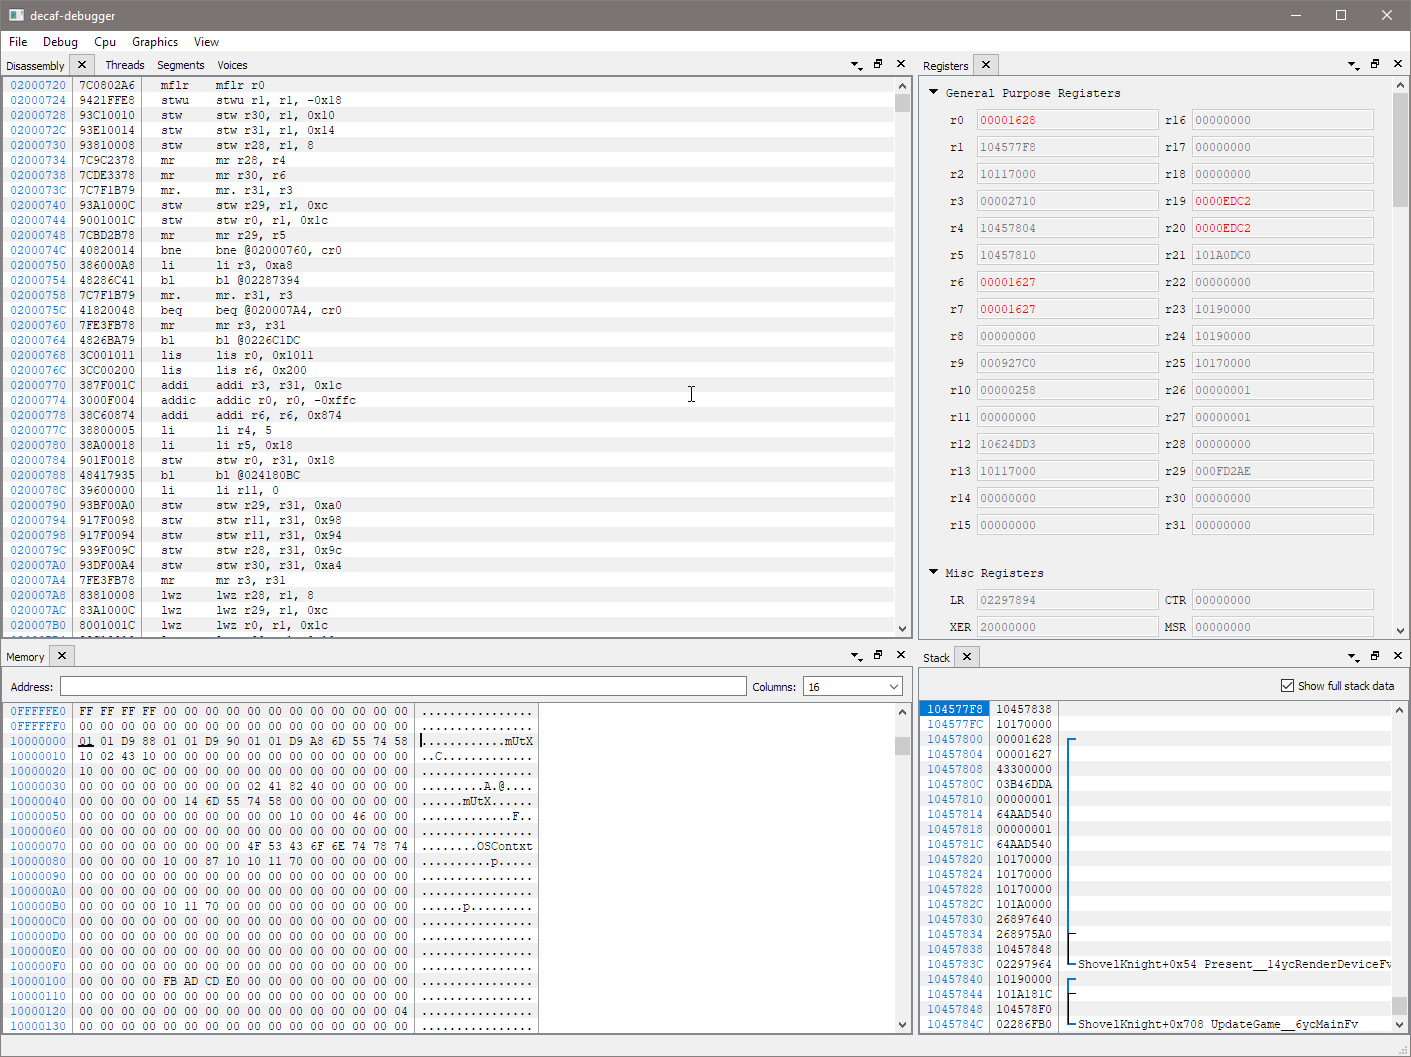 decaf-debugger
File Debug Cpu Graphics View
Disassembly Threads Segments Voices
02000720 7C0802A6 mflr mflr r0
02000724 9421FFE8 stwu stwu r1, r1, -0x18
02000728 93C10010 stw stw r30, r1, 0x10
0200072C 93E10014 stw stw r31, r1, 0x14
02000730 93810008 stw stw r28, r1, 8
02000734 7C9C2378 mr mr r28, r4
02000738 7CDE3378 mr mr r30, r6
0200073C 7C7F1B79 mr. mr. r31, r3
02000740 93A1000C stw stw r29, r1, 0xc
02000744 9001001C stw stw r0, r1, 0x1c
02000748 7CBD2B78 mr mr r29, r5
0200074C 40820014 bne bne @02000760, cr0
02000750 386000A8 li li r3, 0xa8
02000754 48286C41 bl bl @02287394
02000758 7C7F1B79 mr. mr. r31, r3
0200075C 41820048 beq beq @020007A4, cr0
02000760 7FE3FB78 mr mr r3, r31
02000764 4826BA79 bl bl @0226C1DC
02000768 3C001011 lis lis r0, 0x1011
0200076C 3CC00200 lis lis r6, 0x200
02000770 387F001C addi addi r3, r31, 0x1c
02000774 3000F004 addic addic r0, r0, -0xffc
02000778 38C60874 addi addi r6, r6, 0x874
0200077C 38800005 li li r4, 5
02000780 38A00018 li li r5, 0x18
02000784 901F0018 stw stw r0, r31, 0x18
02000788 48417935 bl bl @024180BC
0200078C 39600000 li li r11, 0
02000790 93BF00A0 stw stw r29, r31, 0xa0
02000794 917F0098 stw stw r11, r31, 0x98
02000798 917F0094 stw stw r11, r31, 0x94
0200079C 939F009C stw stw r28, r31, 0x9c
020007A0 93DF00A4 stw stw r30, r31, 0xa4
020007A4 7FE3FB78 mr mr r3, r31
020007A8 83810008 lwz lwz r28, r1, 8
020007AC 83A1000C lwz lwz r29, r1, 0xc
020007B0 8001001C lwz lwz r0, r1, 0x1c
Registers
General Purpose Registers
r0 00001628 r16 00000000
r1 104577F8 r17 00000000
r2 10117000 r18 00000000
r3 00002710 r19 0000EDC2
r4 10457804 r20 0000EDC2
r5 10457810 r21 101A0DC0
r6 00001627 r22 00000000
r7 00001627 r23 10190000
r8 00000000 r24 10190000
r9 000927C0 r25 10170000
r10 00000258 r26 00000001
r11 00000000 r27 00000001
r12 10624DD3 r28 00000000
r13 10117000 r29 000FD2AE
r14 00000000 r30 00000000
r15 00000000 r31 00000000
Misc Registers
LR 02297894 CTR 00000000
XER 20000000 MSR 00000000
Memory
Address: Columns: 16
0FFFFFE0 FF FF FF FF 00 00 00 00 00 00 00 00 00 00 00 00 ................
0FFFFFF0 00 00 00 00 00 00 00 00 00 00 00 00 00 00 00 00 ................
10000000 01 01 D9 88 01 01 D9 90 01 01 D9 A8 6D 55 74 58 ............mUtX
10000010 10 02 43 10 00 00 00 00 00 00 00 00 00 00 00 00 ..C.............
10000020 10 00 00 0C 00 00 00 00 00 00 00 00 00 00 00 00 ................
10000030 00 00 00 00 00 00 00 00 02 41 82 40 00 00 00 00 .........A.@....
10000040 00 00 00 00 00 14 6D 55 74 58 00 00 00 00 00 00 ......mUtX......
10000050 00 00 00 00 00 00 00 00 00 00 10 00 00 46 00 00 .............F..
10000060 00 00 00 00 00 00 00 00 00 00 00 00 00 00 00 00 ................
10000070 00 00 00 00 00 00 00 00 4F 53 43 6F 6E 74 78 74 ........OSContxt
10000080 00 00 00 00 10 00 87 10 10 11 70 00 00 00 00 00 ..........p.....
10000090 00 00 00 00 00 00 00 00 00 00 00 00 00 00 00 00 ................
100000A0 00 00 00 00 00 00 00 00 00 00 00 00 00 00 00 00 ................
100000B0 00 00 00 00 10 11 70 00 00 00 00 00 00 00 00 00 ......p.........
100000C0 00 00 00 00 00 00 00 00 00 00 00 00 00 00 00 00 ................
100000D0 00 00 00 00 00 00 00 00 00 00 00 00 00 00 00 00 ................
100000E0 00 00 00 00 00 00 00 00 00 00 00 00 00 00 00 00 ................
100000F0 00 00 00 00 00 00 00 00 00 00 00 00 00 00 00 00 ................
10000100 00 00 00 00 FB AD CD E0 00 00 00 00 00 00 00 00 ................
10000110 00 00 00 00 00 00 00 00 00 00 00 00 00 00 00 00 ................
10000120 00 00 00 00 00 00 00 00 00 00 00 00 00 00 00 04 ................
10000130 00 00 00 00 00 00 00 00 00 00 00 00 00 00 00 00 ................
Stack
Show full stack data
104577F8 10457838
104577FC 10170000
10457800 00001628
10457804 00001627
10457808 43300000
1045780C 03B46DDA
10457810 00000001
10457814 64AAD540
10457818 00000001
1045781C 64AAD540
10457820 10170000
10457824 10170000
10457828 10170000
1045782C 101A0000
10457830 26897640
10457834 268975A0
10457838 10457848
1045783C 02297964 ShovelKnight+0x54 Present__14ycRenderDeviceFv
10457840 10190000
10457844 101A181C
10457848 104578F0
1045784C 02286FB0 ShovelKnight+0x708 UpdateGame__6ycMainFv